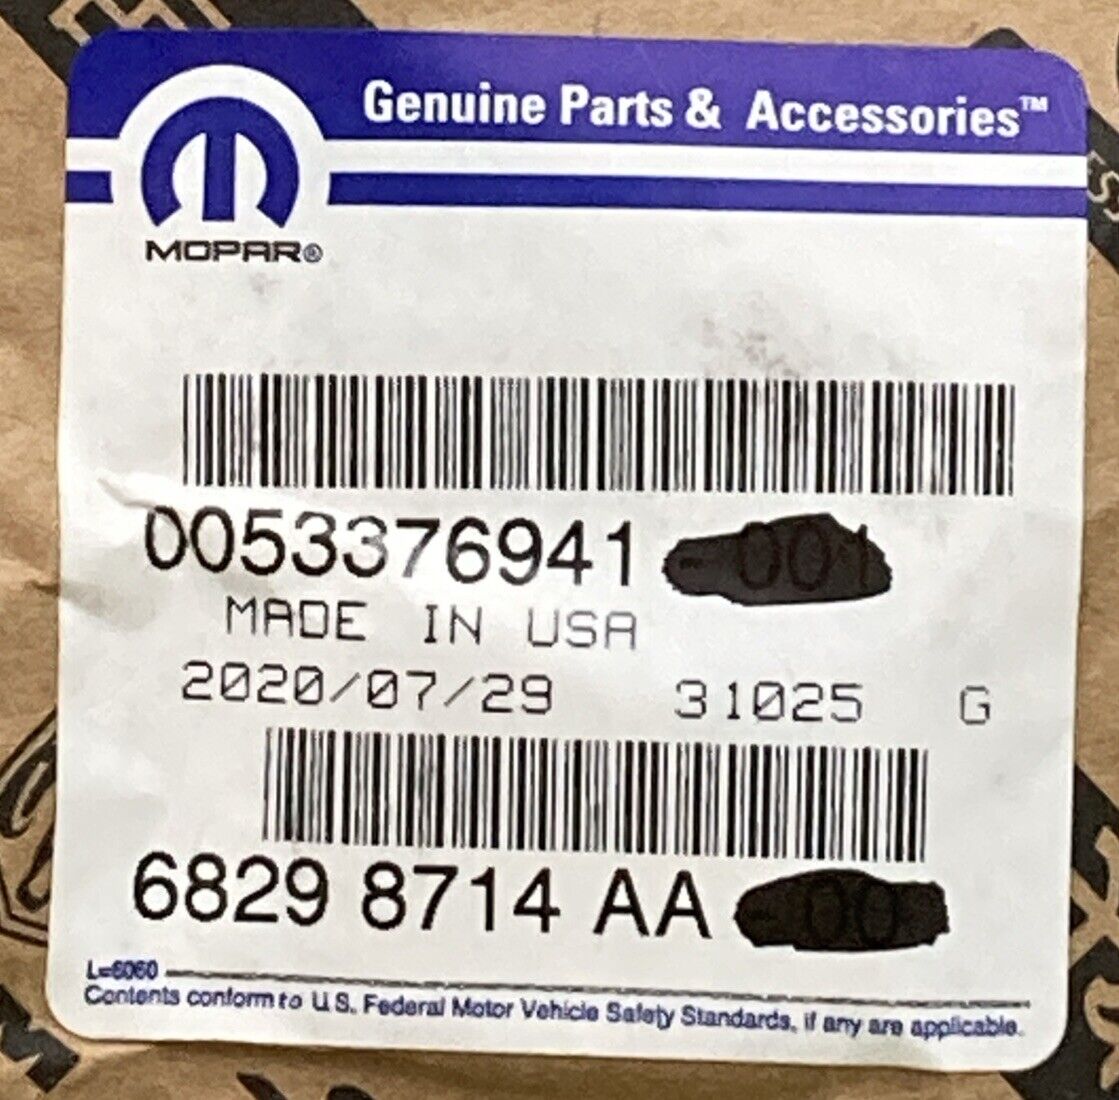 Genuine Parts & Accessories™
MOPAR®
0053376941 -001
MADE IN USA
2020/07/29 31025 G
6829 8714 AA
L=6060
Contents conform to U.S. Federal Motor Vehicle Safety Standards, if any are applicable.